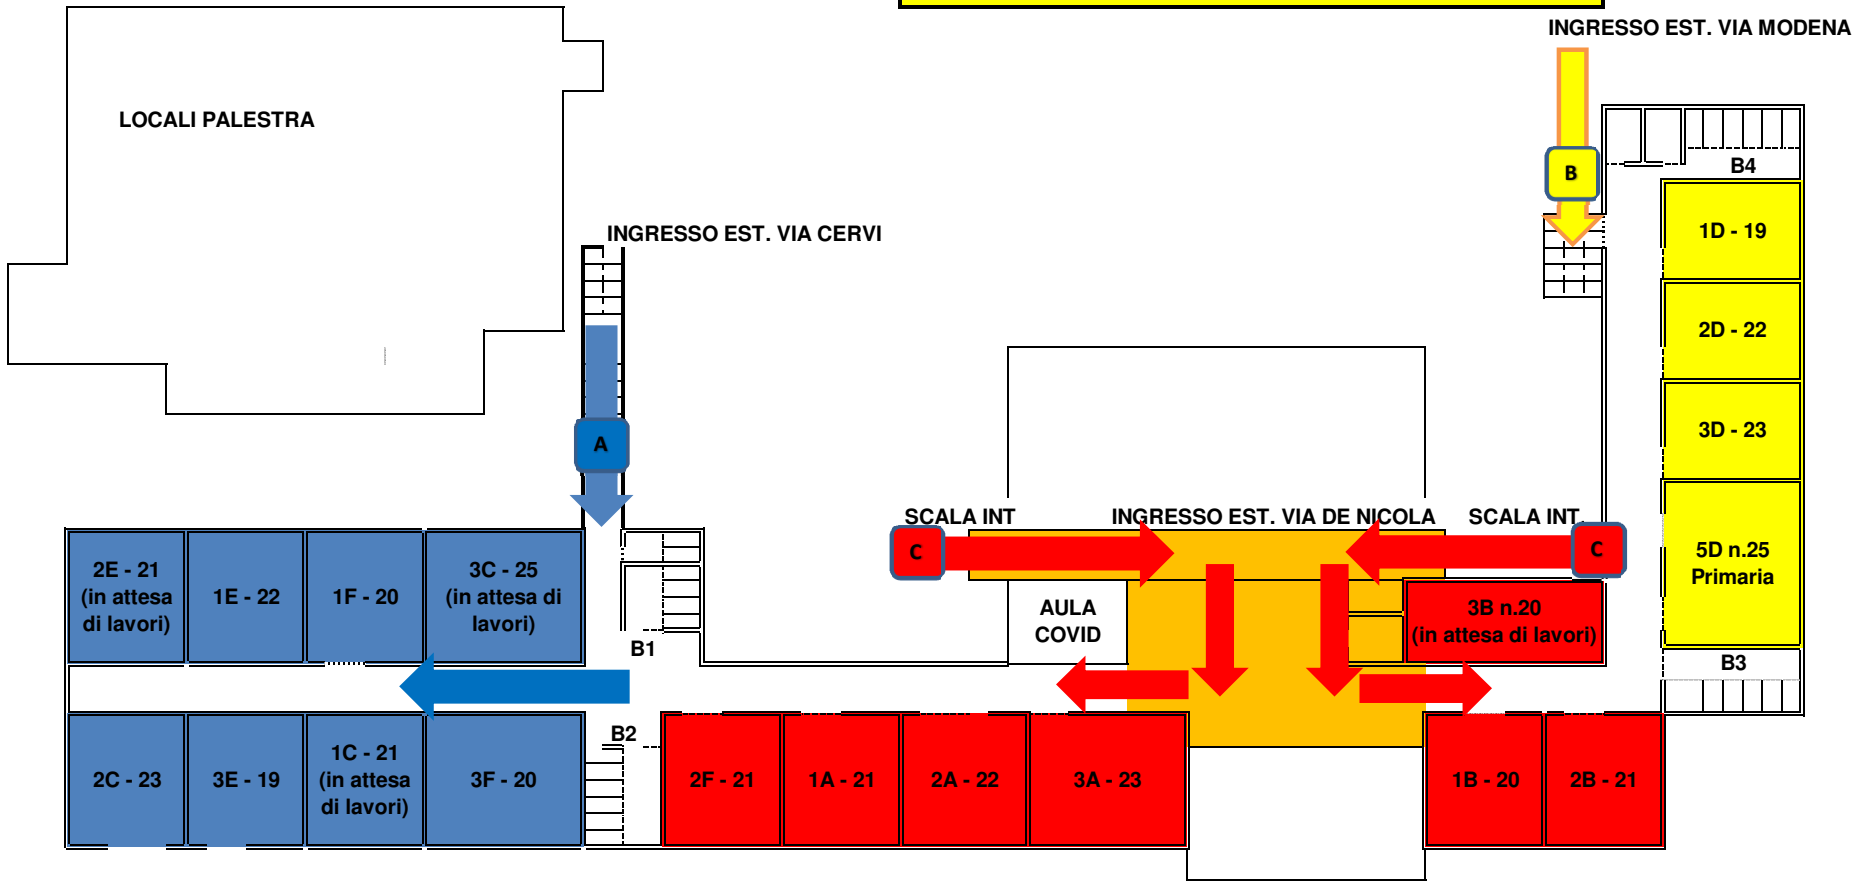 INGRESSO EST. VIA MODENA
LOCALI PALESTRA
B
B4
1D - 19
INGRESSO EST. VIA CERVI
2D - 22
3D - 23
A
SCALA INT
INGRESSO EST. VIA DE NICOLA
SCALA INT.
C
C
5D n.25
Primaria
2E - 21
(in attesa
di lavori)
1E - 22
1F - 20
3C - 25
(in attesa di
lavori)
AULA
COVID
3B n.20
(in attesa di lavori)
B1
B3
B2
2C - 23
3E - 19
1C - 21
(in attesa
di lavori)
3F - 20
2F - 21
1A - 21
2A - 22
3A - 23
1B - 20
2B - 21